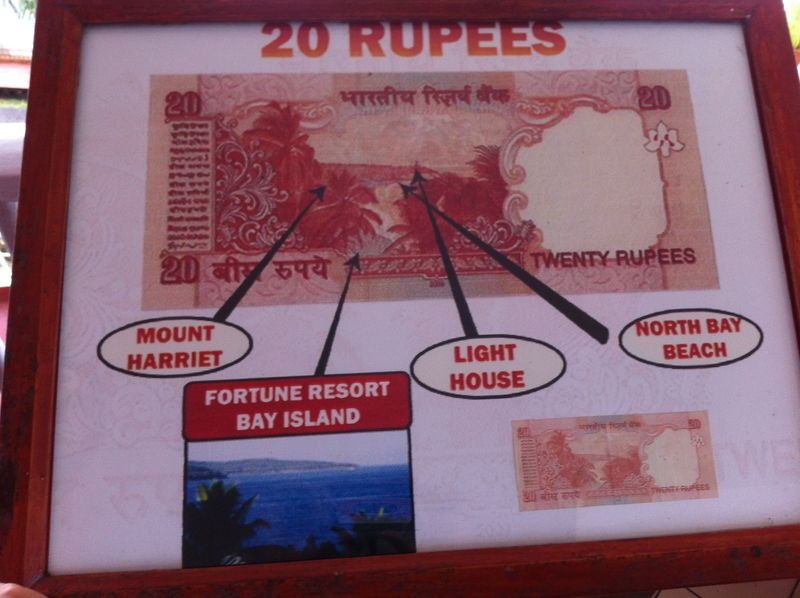 20 RUPEES
20 भारतीय रिज़र्व बैंक 20
20 बीस रुपये TWENTY RUPEES
MOUNT
HARRIET
LIGHT
HOUSE
NORTH BAY
BEACH
FORTUNE RESORT
BAY ISLAND
20 भारतीय रिज़र्व बैंक 20
20 बीस रुपये TWENTY RUPEES